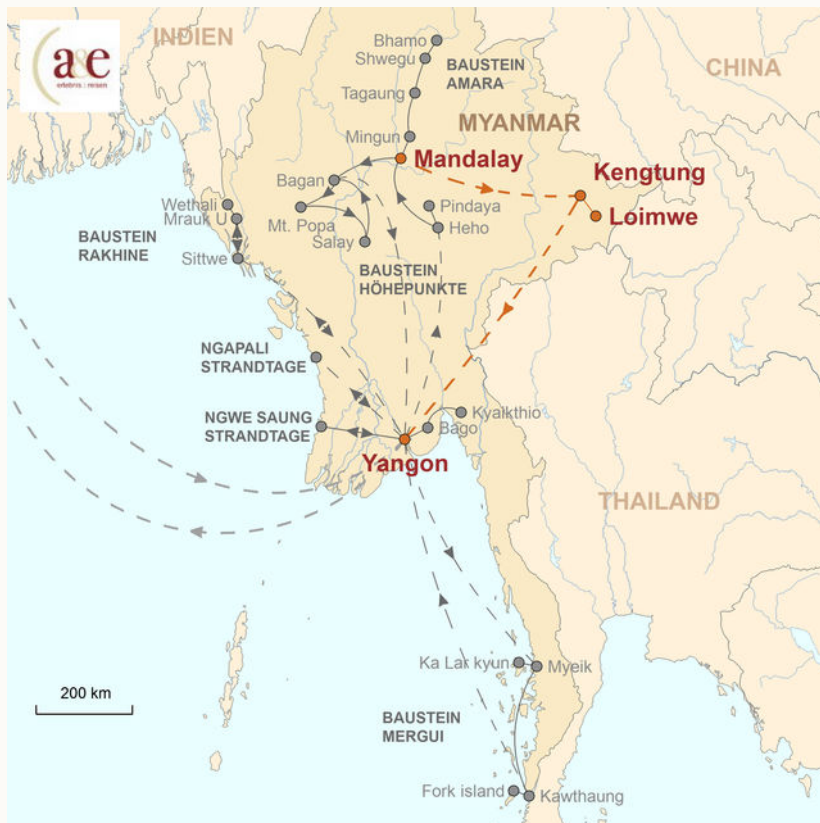 INDIEN
a&e
erlebnis : reisen
Bhamo
Shwegu
BAUSTEIN
AMARA
CHINA
Tagaung
MYANMAR
Mingun
Mandalay
Kengtung
Bagan
Pindaya
Loimwe
Wethali
Mrauk U
Mt. Popa
Heho
Salay
BAUSTEIN
RAKHINE
Sittwe
BAUSTEIN
HÖHEPUNKTE
NGAPALI
STRANDTAGE
NGWE SAUNG
STRANDTAGE
Kyaikthio
Bago
Yangon
THAILAND
Ka Lar kyun
Myeik
200 km
BAUSTEIN
MERGUI
Fork island
Kawthaung